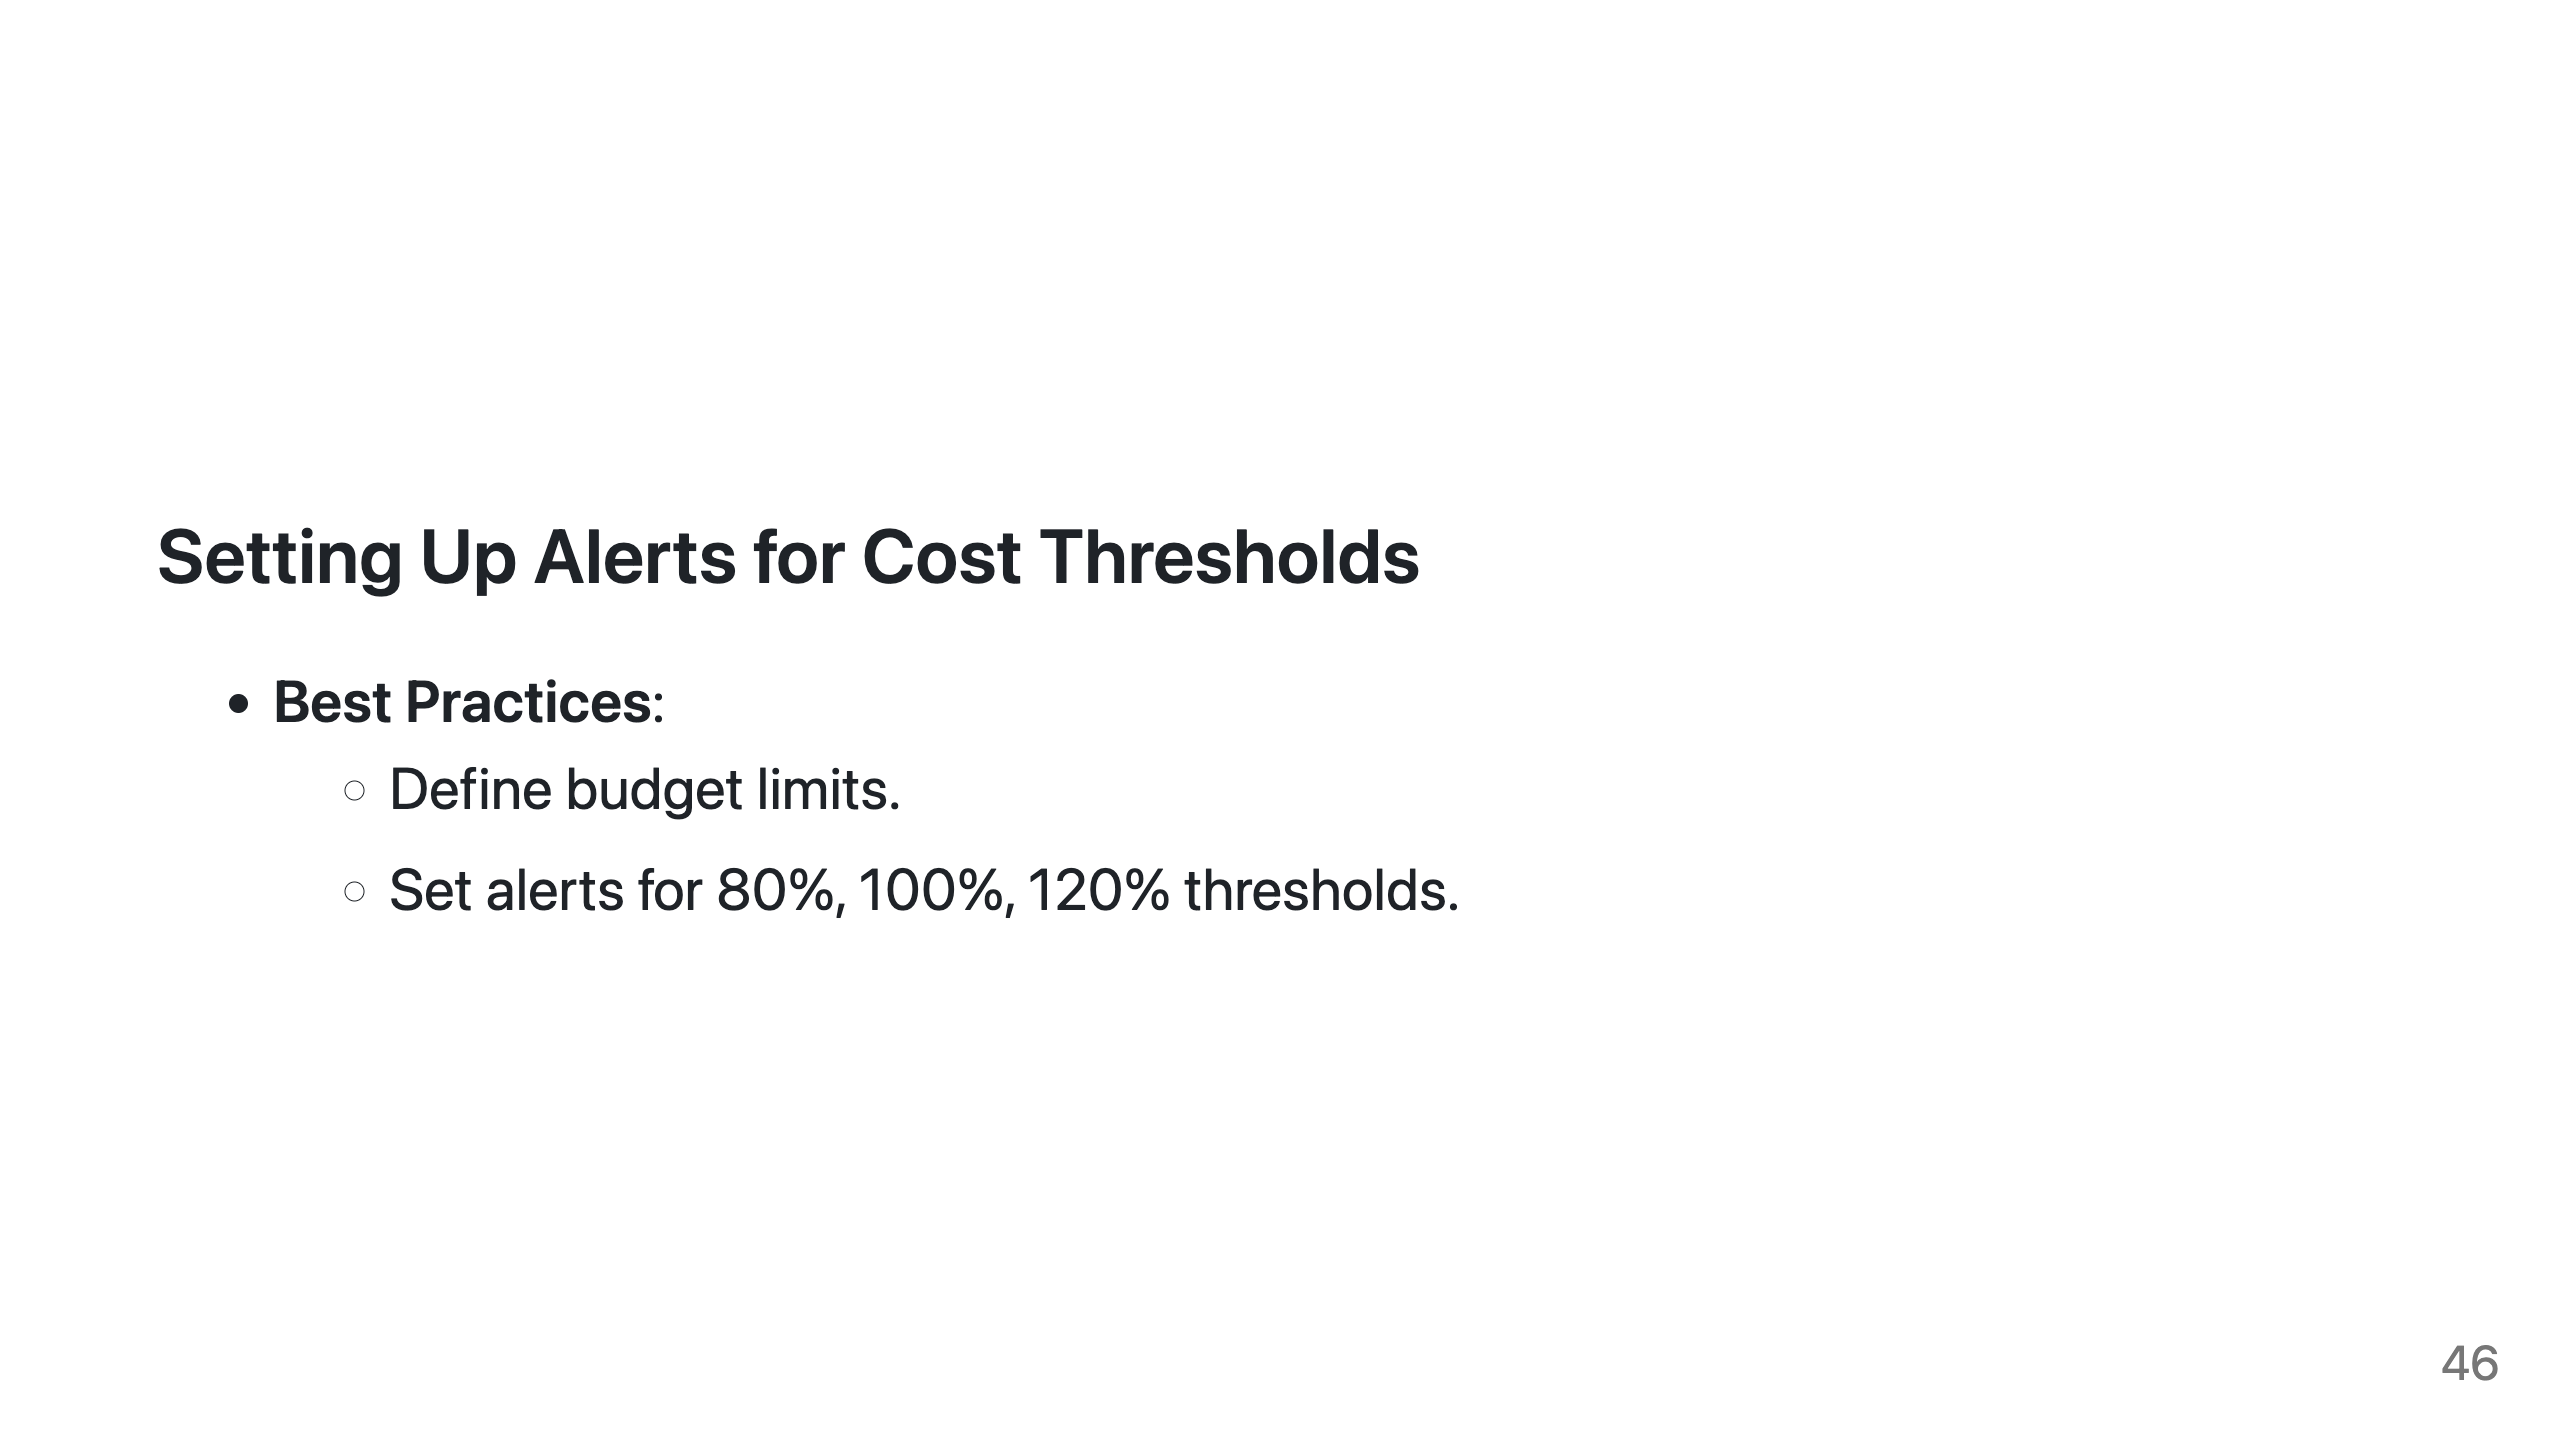 Setting Up Alerts for Cost Thresholds
• Best Practices:
○ Define budget limits.
○ Set alerts for 80%, 100%, 120% thresholds.
46